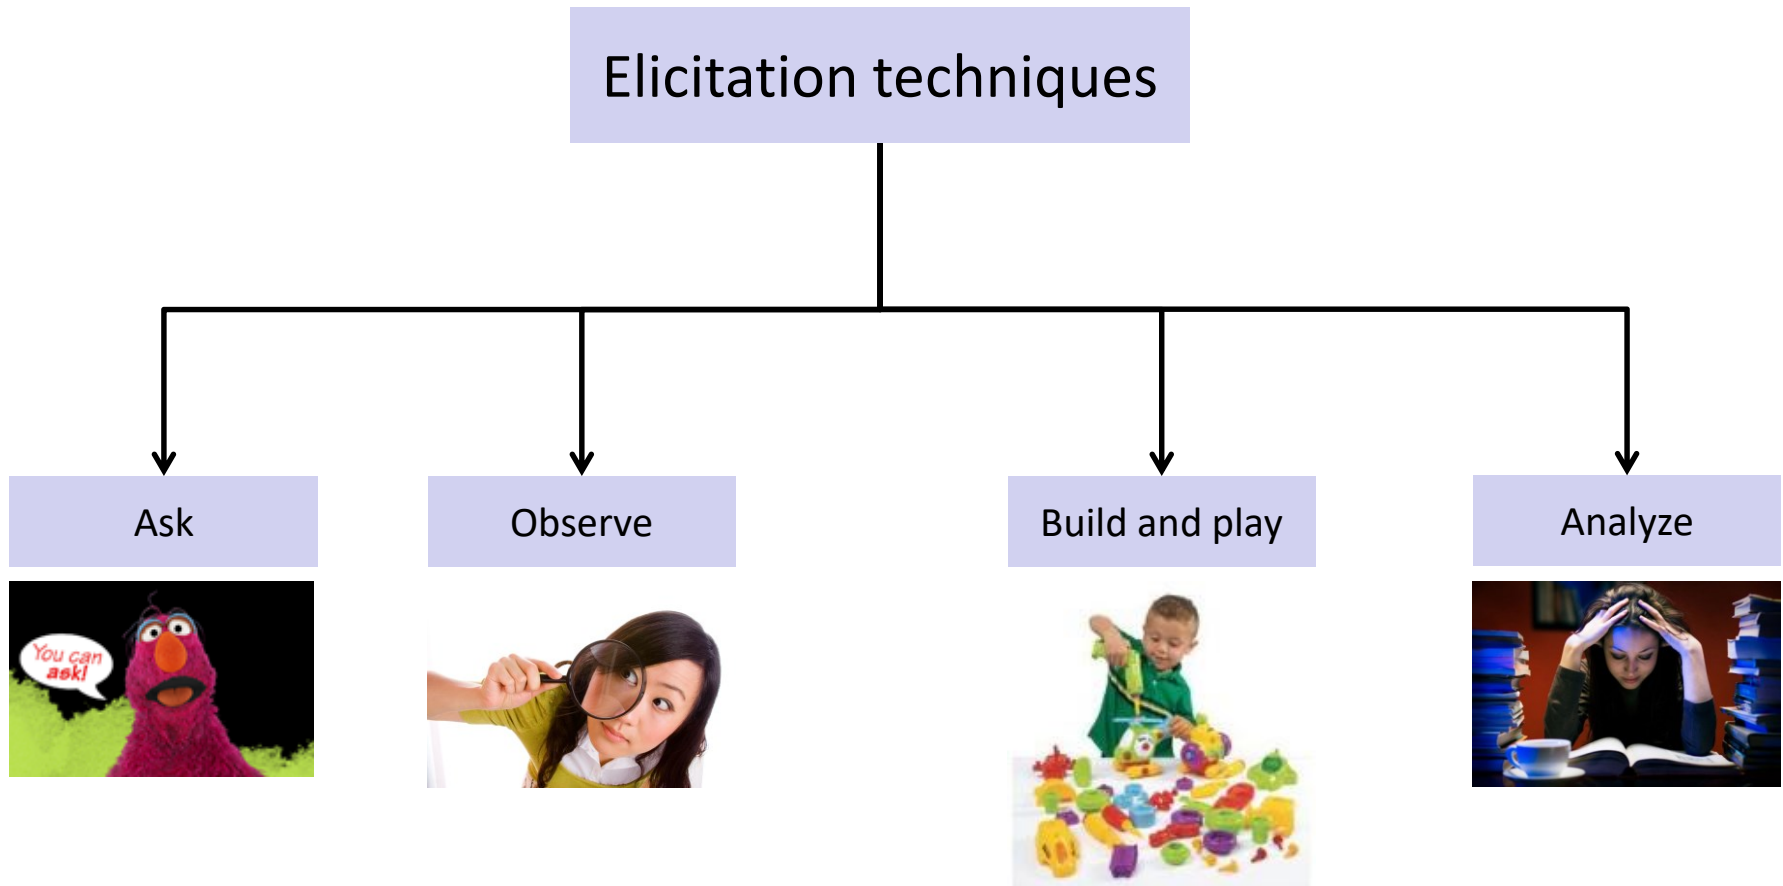 Elicitation techniques
Ask
Observe
Build and play
Analyze
You can
ask!